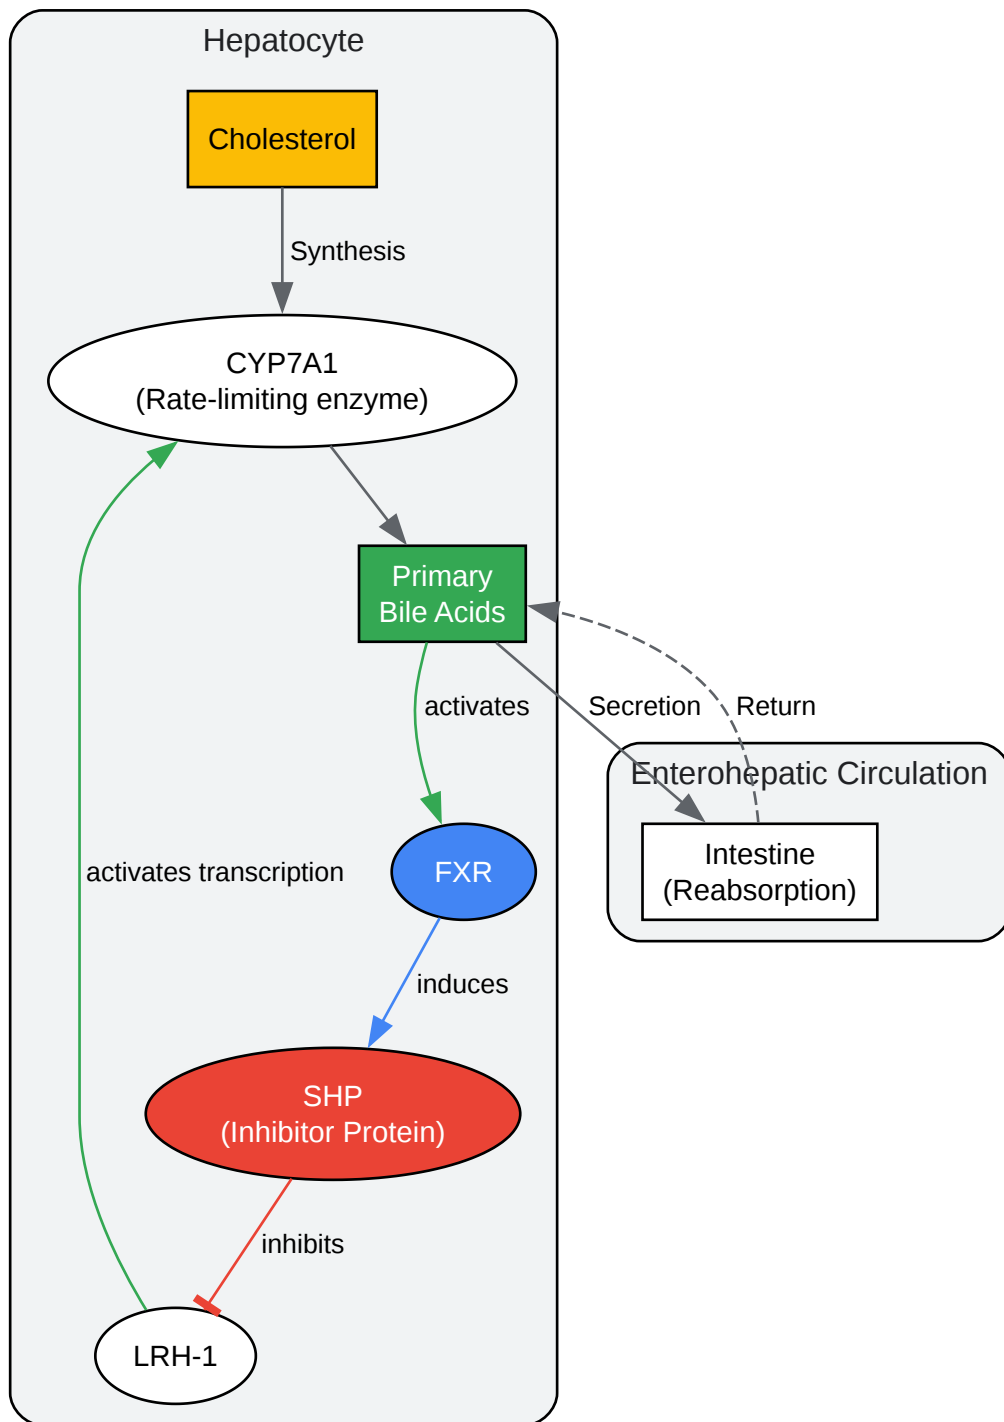 Hepatocyte
Cholesterol
Synthesis
CYP7A1
(Rate-limiting enzyme)
Primary
Bile Acids
activates
Secretion
Return
Enterohepatic Circulation
Intestine
(Reabsorption)
FXR
activates transcription
induces
SHP
(Inhibitor Protein)
inhibits
LRH-1